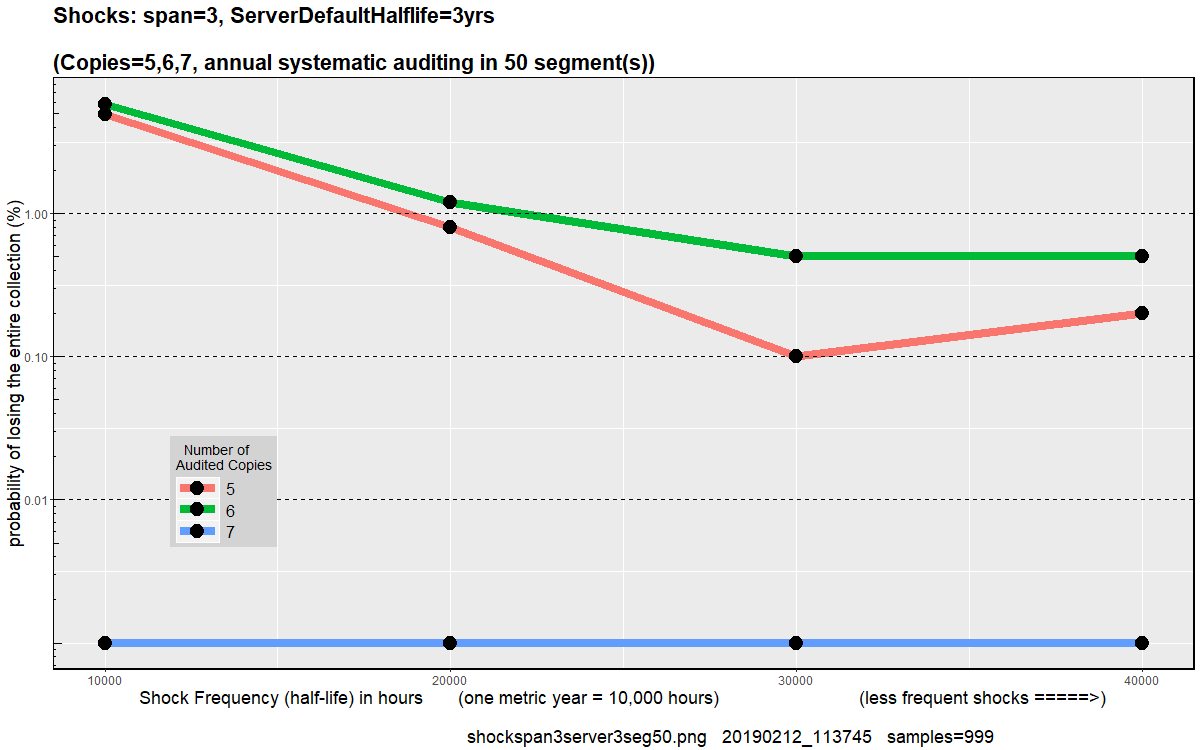 Shocks: span=3, ServerDefaultHalflife=3yrs
(Copies=5,6,7, annual systematic auditing in 50 segment(s))
probability of losing the entire collection (%)
1.00
0.10
0.01
Number of
Audited Copies
5
6
7
10000 20000 30000 40000
Shock Frequency (half-life) in hours (one metric year = 10,000 hours) (less frequent shocks =====>)
shockspan3server3seg50.png 20190212_113745 samples=999